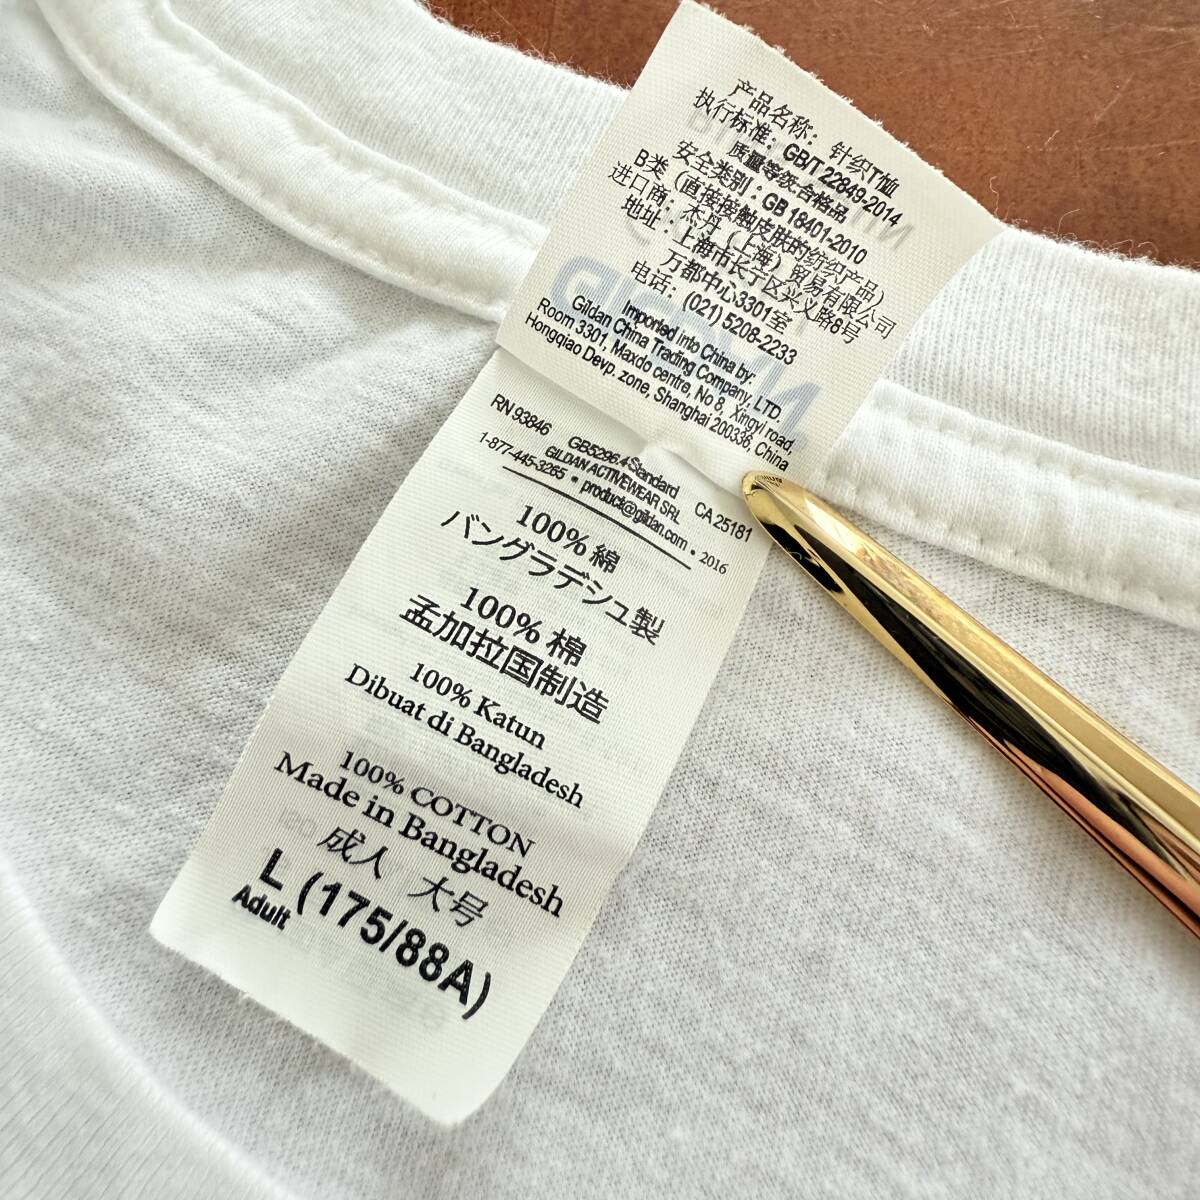 产品名称： 针织T恤
执行标准： GB/T 22849-2014
质量等级:合格品
安全类别：GB 18401-2010
B类 （直接接触皮肤的纺织产品）
进口商：杰丹（上海）贸易有限公司
地址：上海市长宁区兴义路8号
万都中心3301室
电话：(021) 5208-2233
Imported into China by:
Gildan China Trading Company, LTD.
Room 3301, Maxdo centre, No 8, Xingyi road,
Hongqiao Devp. zone, Shanghai 200336, China
RN 93846 GB5296.4 Standard CA 25181
GILDAN ACTIVEWEAR SRL
1-877-445-3265 • product@gildan.com • 2016
100% 綿
バングラデシュ製
100% 棉
孟加拉国制造
100% Katun
Dibuat di Bangladesh
100% COTTON
Made in Bangladesh
成人 大号
L (175/88A)
Adult